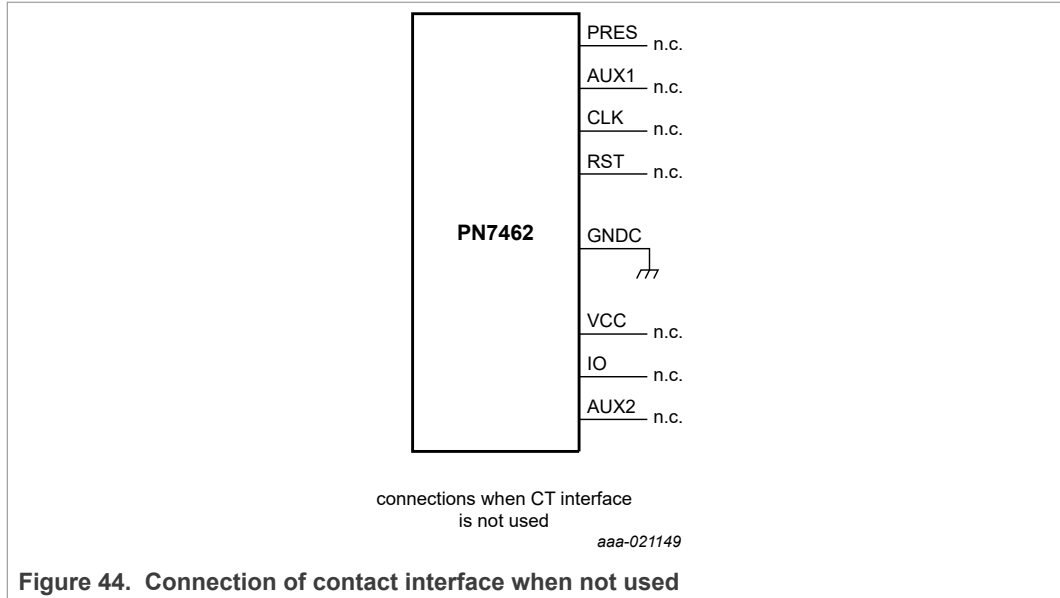 PRES n.c.
AUX1 n.c.
CLK n.c.
RST n.c.
PN7462 GNDC
VCC n.c.
IO n.c.
AUX2 n.c.
connections when CT interface
is not used
aaa-021149
Figure 44. Connection of contact interface when not used